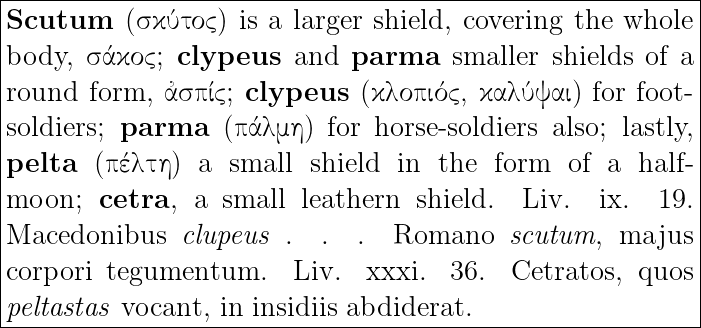 Scutum (σκύτος) is a larger shield, covering the whole
body, σάκος; clypeus and parma smaller shields of a
round form, ἀσπίς; clypeus (κλοπιός, καλύψαι) for foot-
soldiers; parma (πάλμη) for horse-soldiers also; lastly,
pelta (πέλτη) a small shield in the form of a half-
moon; cetra, a small leathern shield. Liv. ix. 19.
Macedonibus clupeus . . . Romano scutum, majus
corpori tegumentum. Liv. xxxi. 36. Cetratos, quos
peltastas vocant, in insidiis abdiderat.